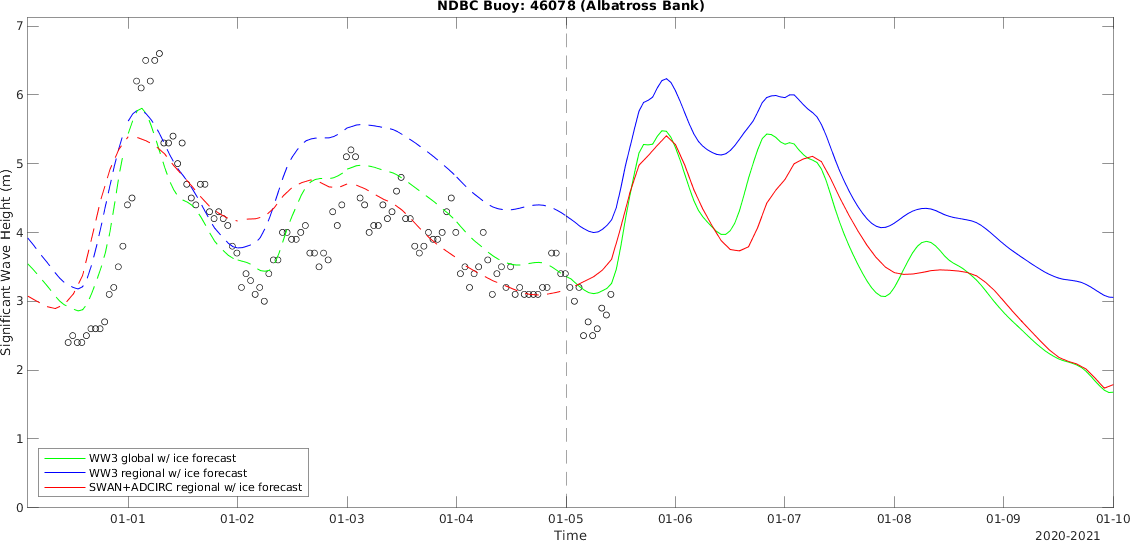 NDBC Buoy: 46078 (Albatross Bank)
7
6
5
4
3
2
1
0
Significant Wave Height (m)
WW3 global w/ ice forecast
WW3 regional w/ ice forecast
SWAN+ADCIRC regional w/ ice forecast
01-01 01-02 01-03 01-04 01-05 01-06 01-07 01-08 01-09 01-10
Time
2020-2021